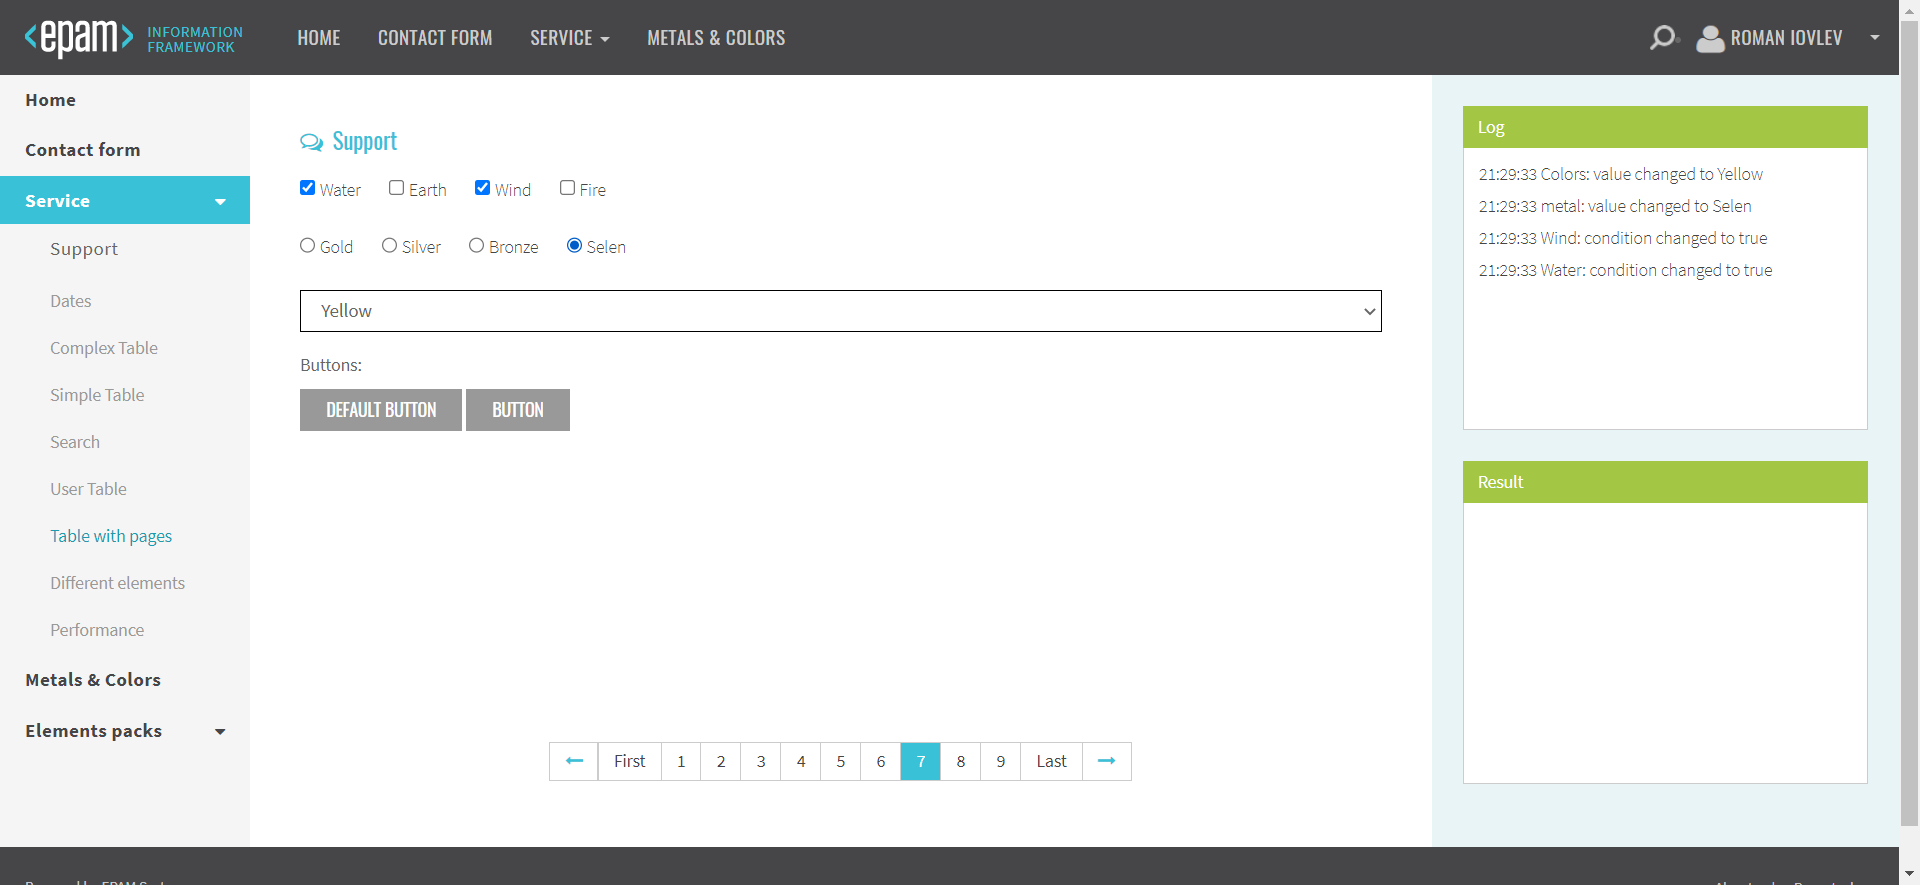 <epam> INFORMATION FRAMEWORK
HOME CONTACT FORM SERVICE METALS & COLORS
ROMAN IOVLEV
Home
Contact form
Service
Support
Dates
Complex Table
Simple Table
Search
User Table
Table with pages
Different elements
Performance
Metals & Colors
Elements packs
Support
Water Earth Wind Fire
Gold Silver Bronze Selen
Yellow
Buttons:
DEFAULT BUTTON BUTTON
First 1 2 3 4 5 6 7 8 9 Last
Log
21:29:33 Colors: value changed to Yellow
21:29:33 metal: value changed to Selen
21:29:33 Wind: condition changed to true
21:29:33 Water: condition changed to true
Result